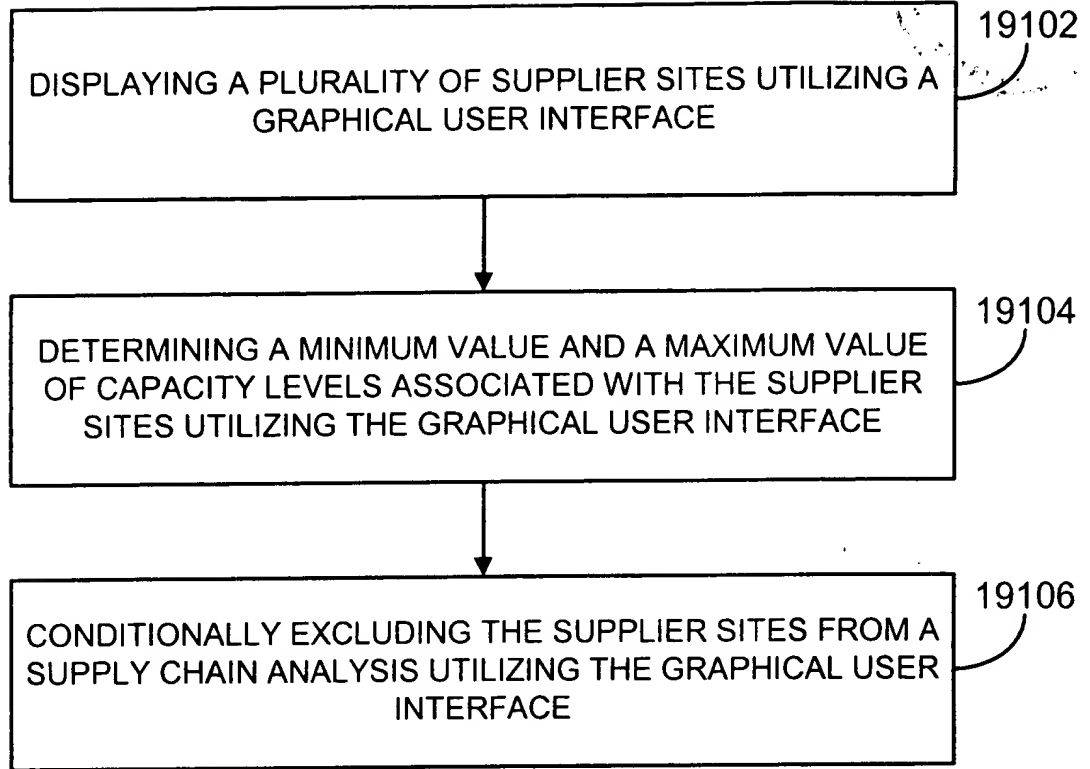 19102
DISPLAYING A PLURALITY OF SUPPLIER SITES UTILIZING A
GRAPHICAL USER INTERFACE
19104
DETERMINING A MINIMUM VALUE AND A MAXIMUM VALUE
OF CAPACITY LEVELS ASSOCIATED WITH THE SUPPLIER
SITES UTILIZING THE GRAPHICAL USER INTERFACE
19106
CONDITIONALLY EXCLUDING THE SUPPLIER SITES FROM A
SUPPLY CHAIN ANALYSIS UTILIZING THE GRAPHICAL USER
INTERFACE